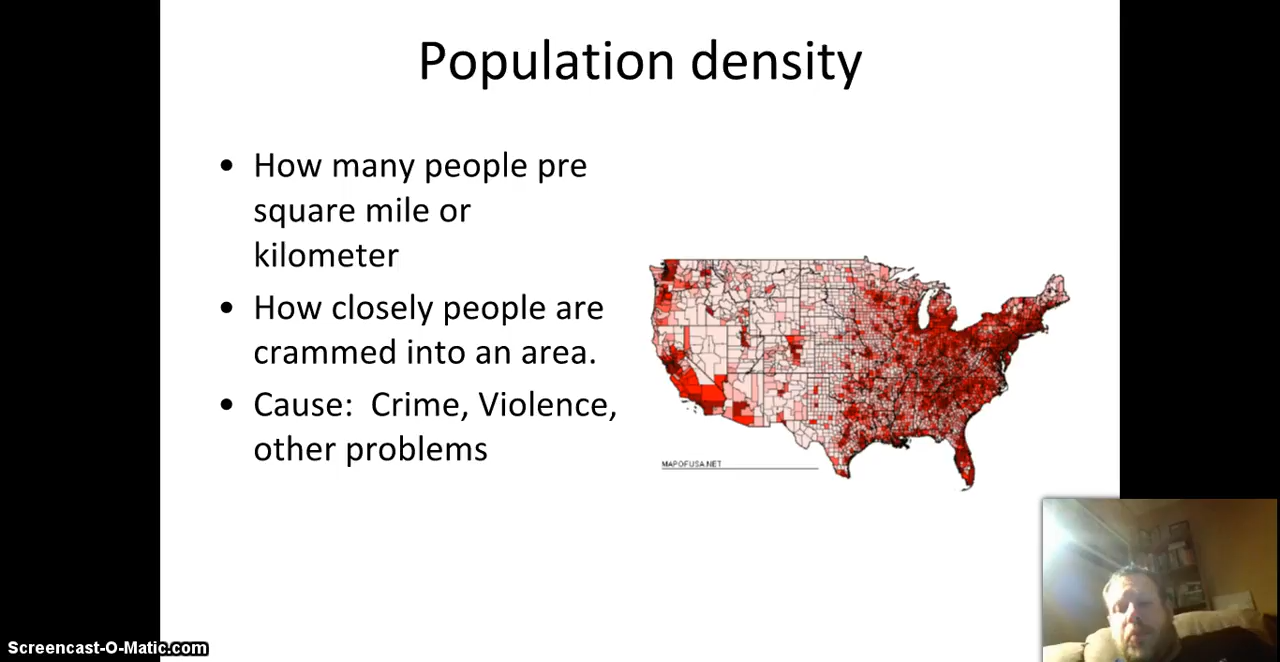 Population density
• How many people pre
square mile or
kilometer
• How closely people are
crammed into an area.
• Cause:  Crime, Violence,
other problems
MAPOFUSA.NET
Screencast-O-Matic.com